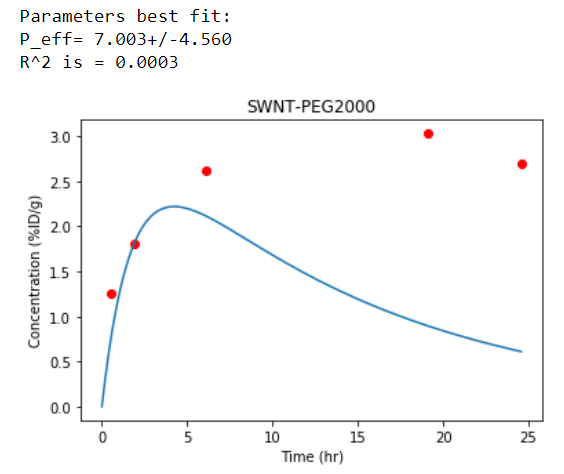 Parameters best fit:
P_eff= 7.003+/-4.560
R^2 is = 0.0003
SWNT-PEG2000
Concentration (%ID/g)
3.0
2.5
2.0
1.5
1.0
0.5
0.0
0 5 10 15 20 25
Time (hr)